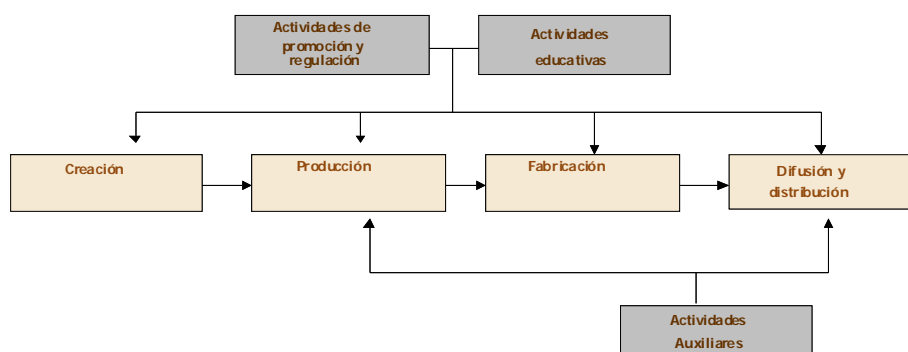 Actividades de
promoción y
regulación
Actividades
educativas
Creación
Producción
Fabricación
Difusión y
distribución
Actividades
Auxiliares